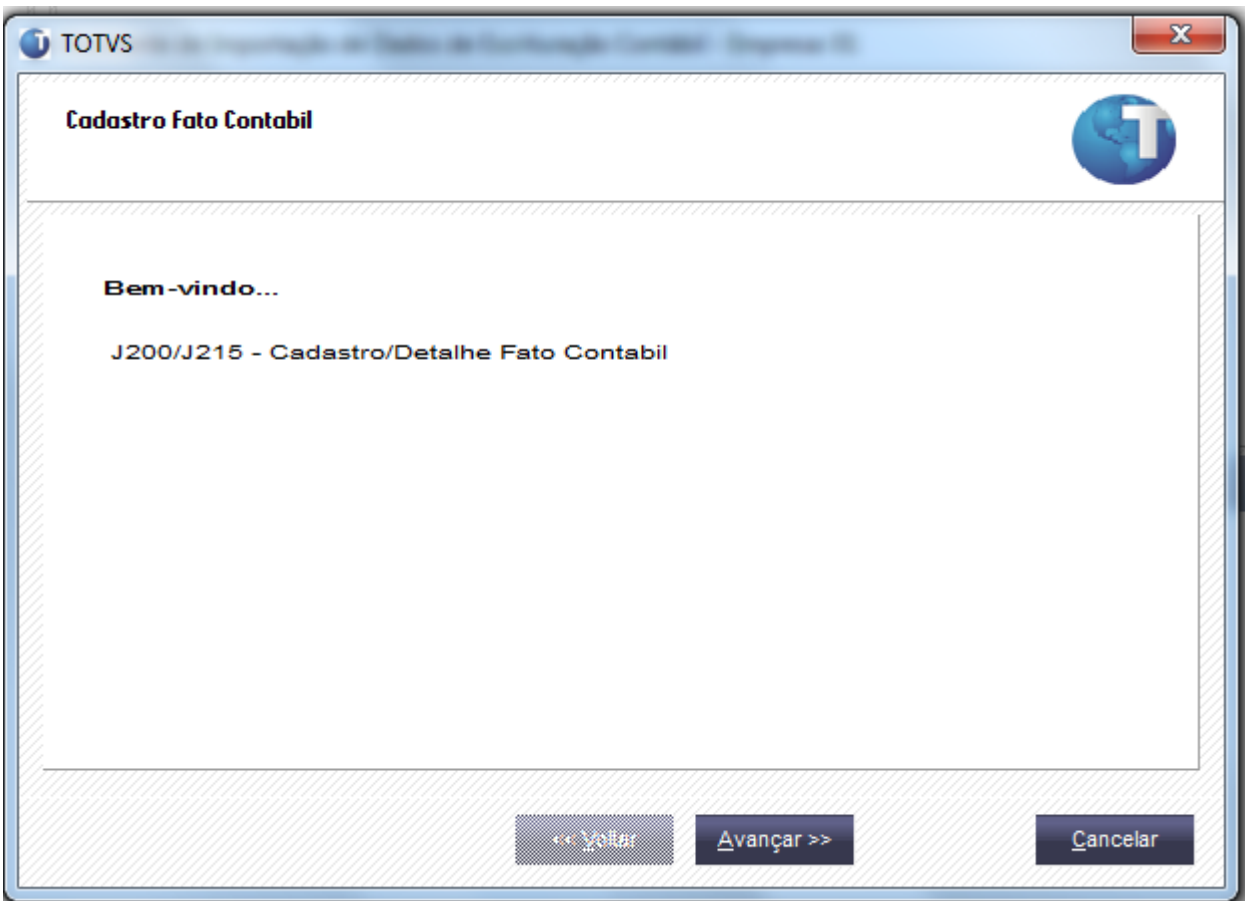 TOTVS
Cadastro Fato Contabil
Bem-vindo...
J200/J215 - Cadastro/Detalhe Fato Contabil
<< Voltar
Avançar >>
Cancelar